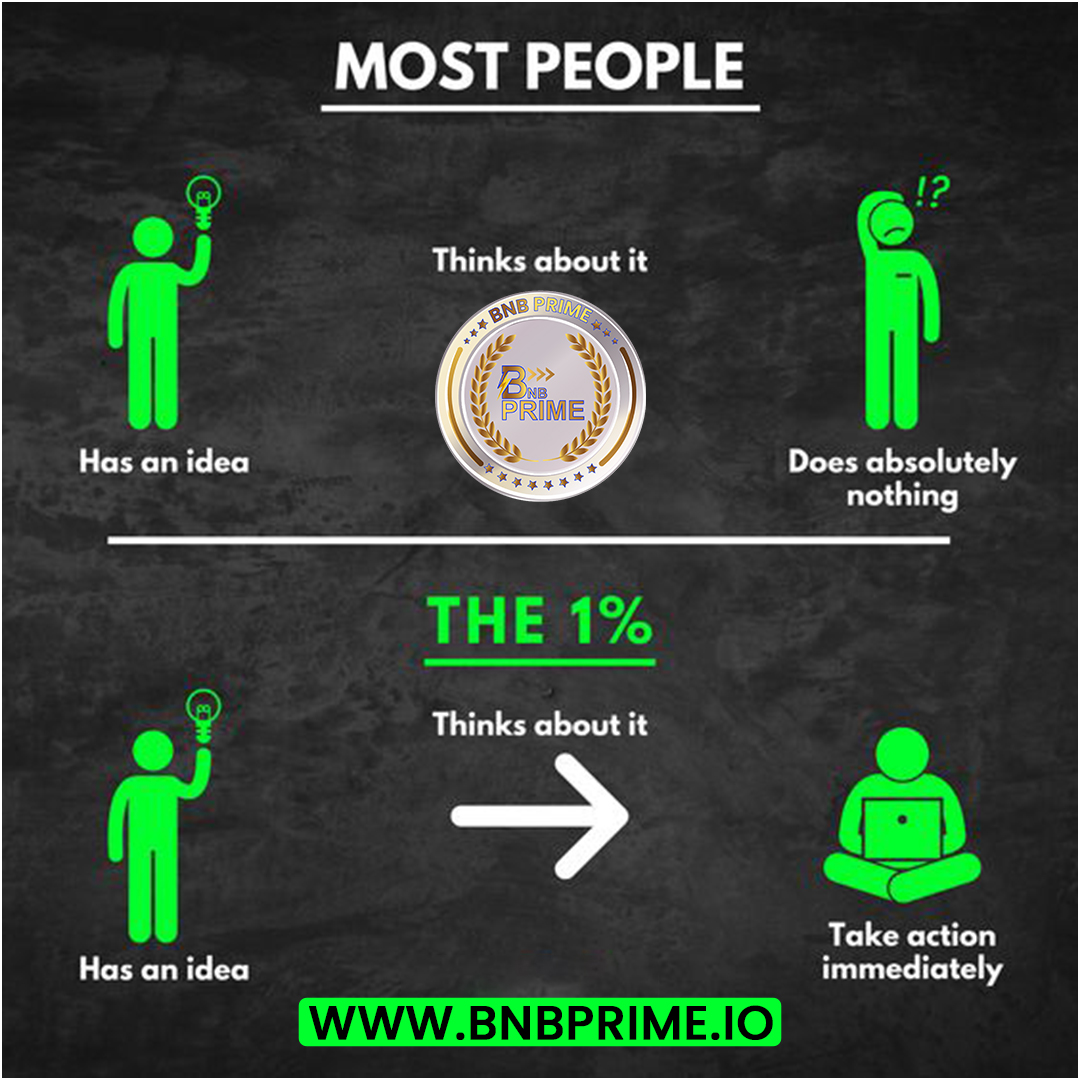 MOST PEOPLE
!?
Thinks about it
BNB PRIME
BNB
PRIME
Has an idea
Does absolutely
nothing
THE 1%
Thinks about it
Has an idea
Take action
immediately
WWW.BNBPRIME.IO